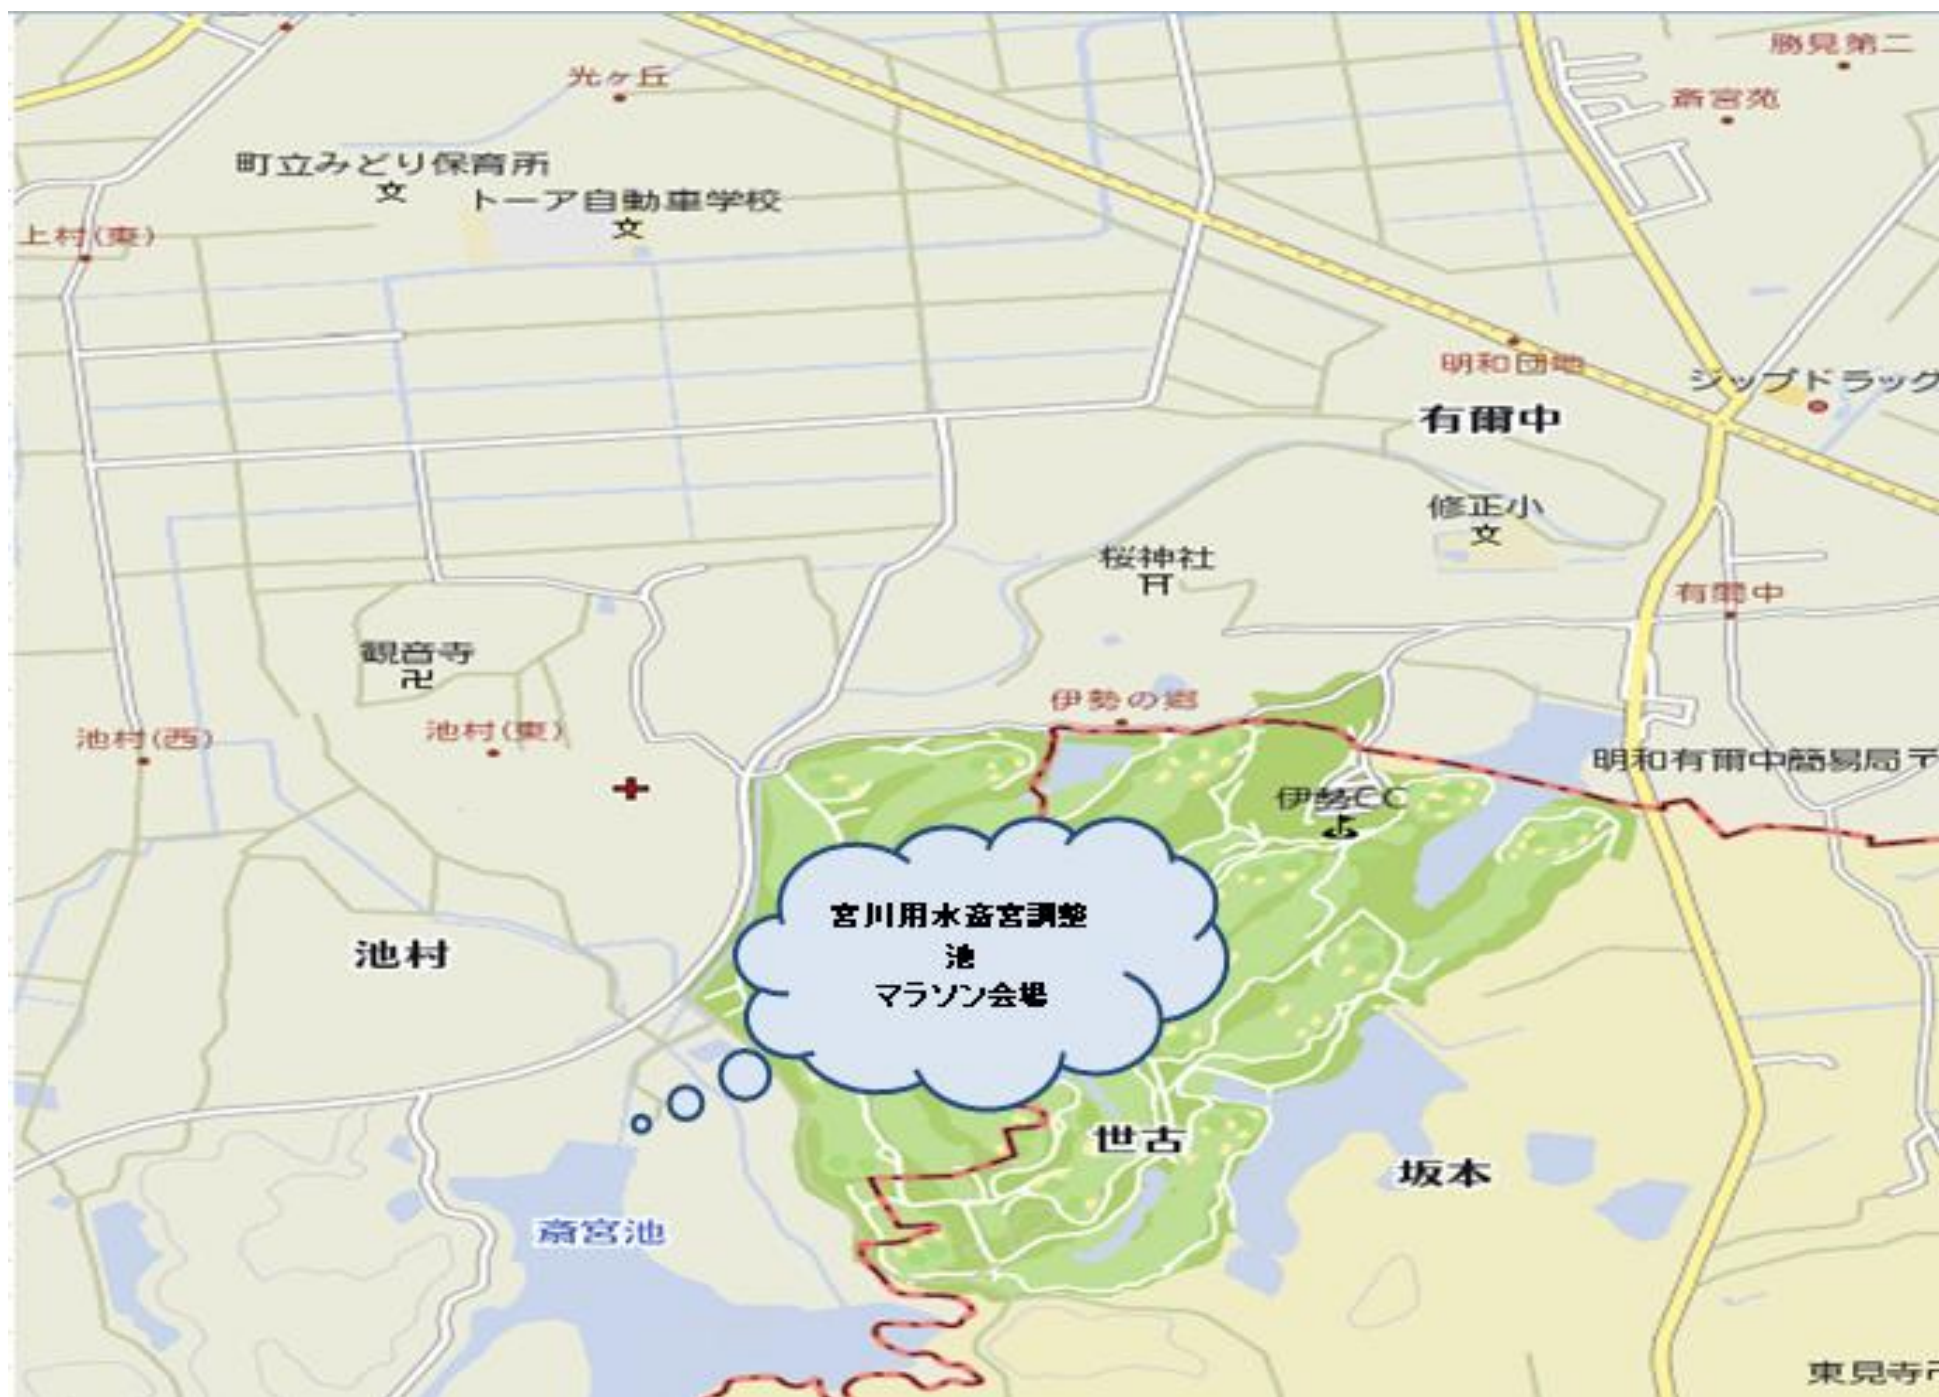 勝見第二
光ヶ丘
斎宮苑
町立みどり保育所
トーア自動車学校
上村(東)
明和団地
ジップドラッグ
有爾中
修正小
桜神社
有爾中
観音寺
伊勢の郷
池村(西)
池村(東)
明和有爾中簡易局〒
伊勢CC
宮川用水斎宮調整
池
マラソン会場
池村
世古
坂本
斎宮池
東見寺卍